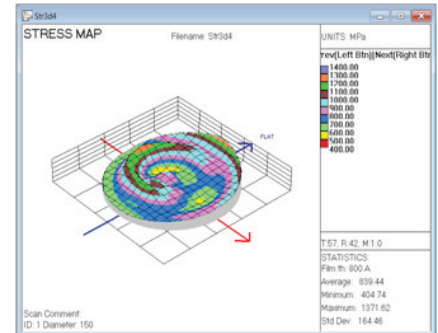 Str3d4
STRESS MAP
Filename: Str3d4
UNITS: MPa
rev(Left Btn)|Next(Right Btr
1400.00
1300.00
1200.00
1100.00
1000.00
900.00
800.00
700.00
600.00
500.00
400.00
FLAT
T:57, R:42, M:1.0
STATISTICS:
Film th: 800 A
Average: 839.44
Minimum: 404.74
Maximum: 1371.62
Std Dev: 164.46
Scan Comment:
ID: 1 Diameter: 150